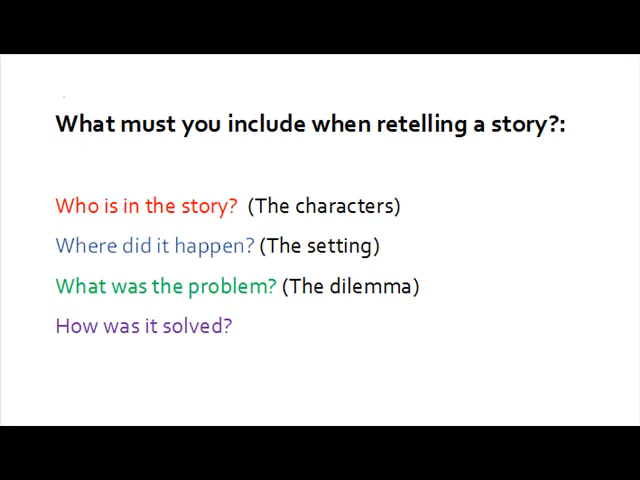 What must you include when retelling a story?:
Who is in the story? (The characters)
Where did it happen? (The setting)
What was the problem? (The dilemma)
How was it solved?